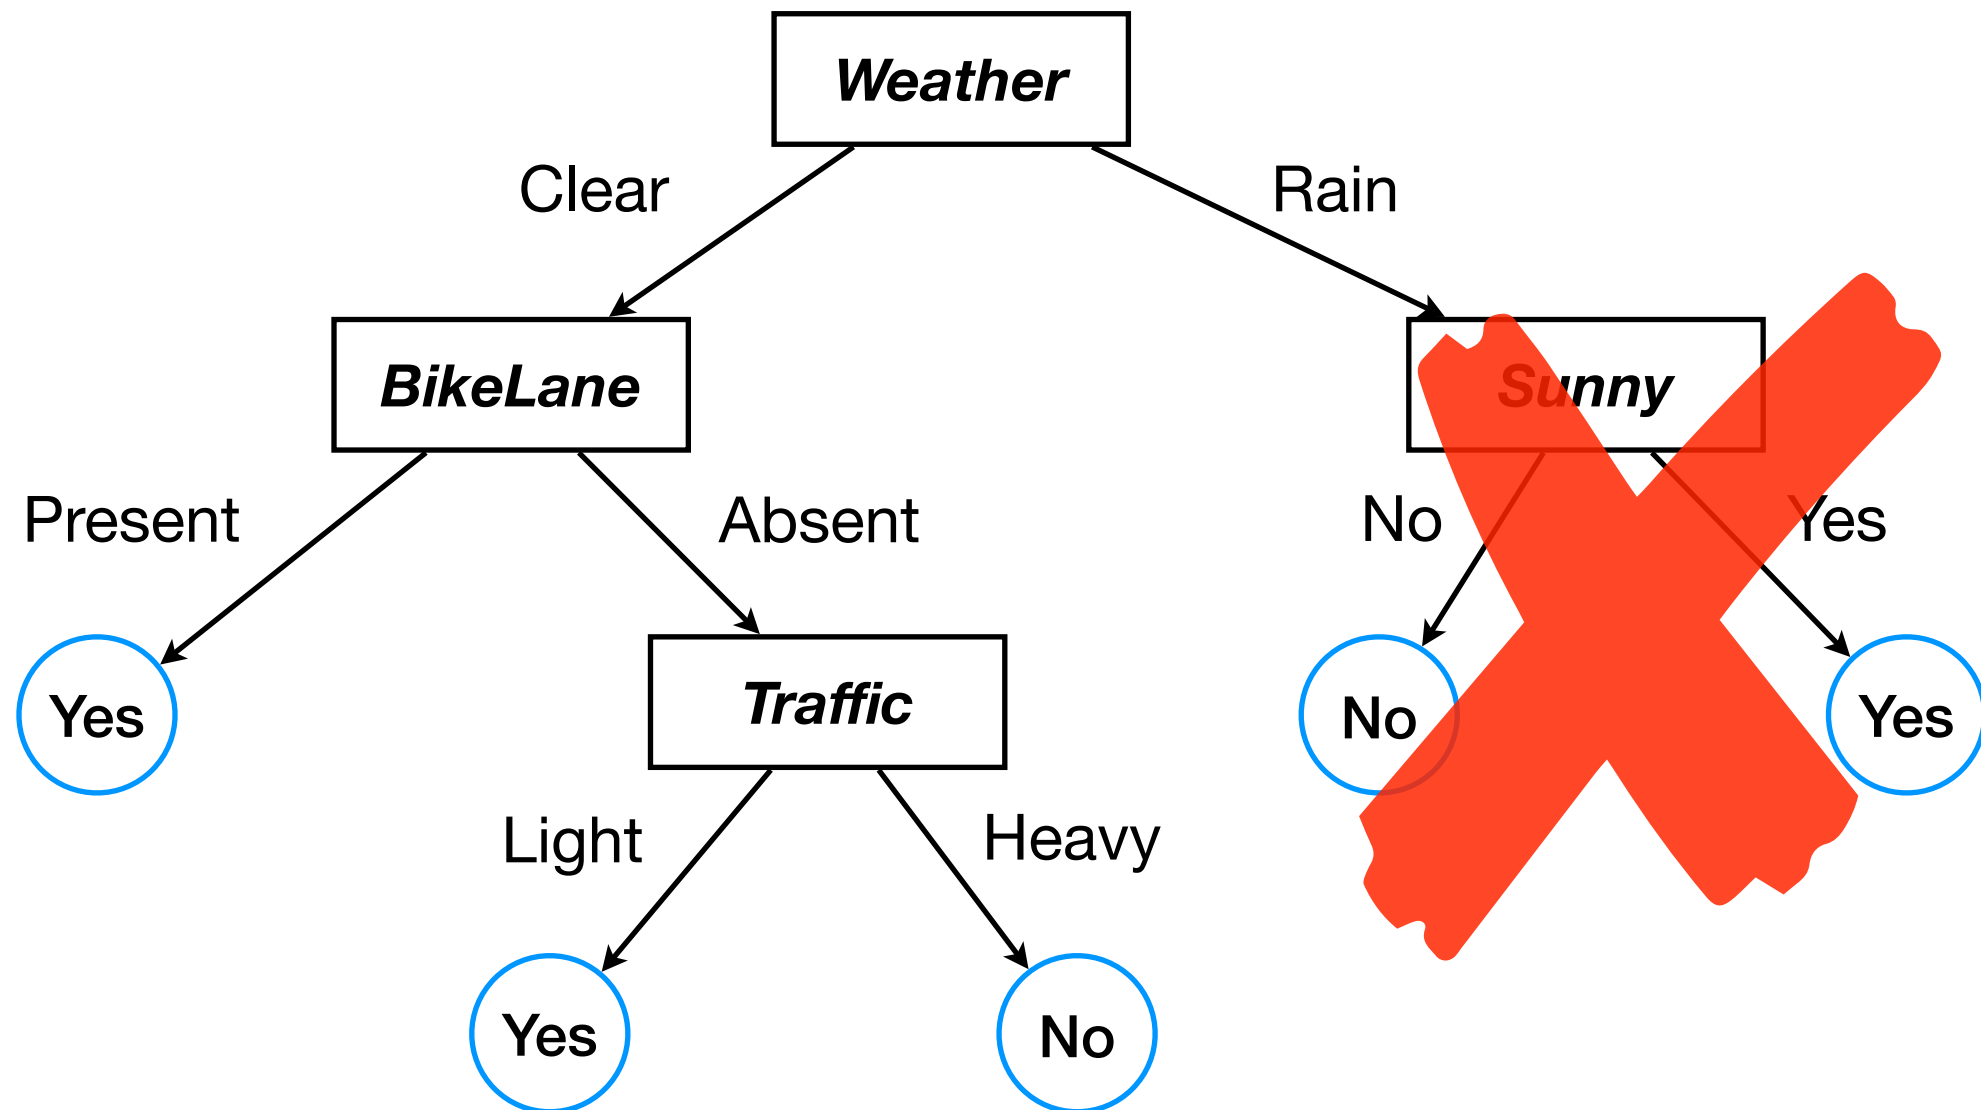 Weather
Clear
Rain
BikeLane
Sunny
Present
Absent
No
Yes
Yes
Traffic
No
Yes
Light
Heavy
Yes
No